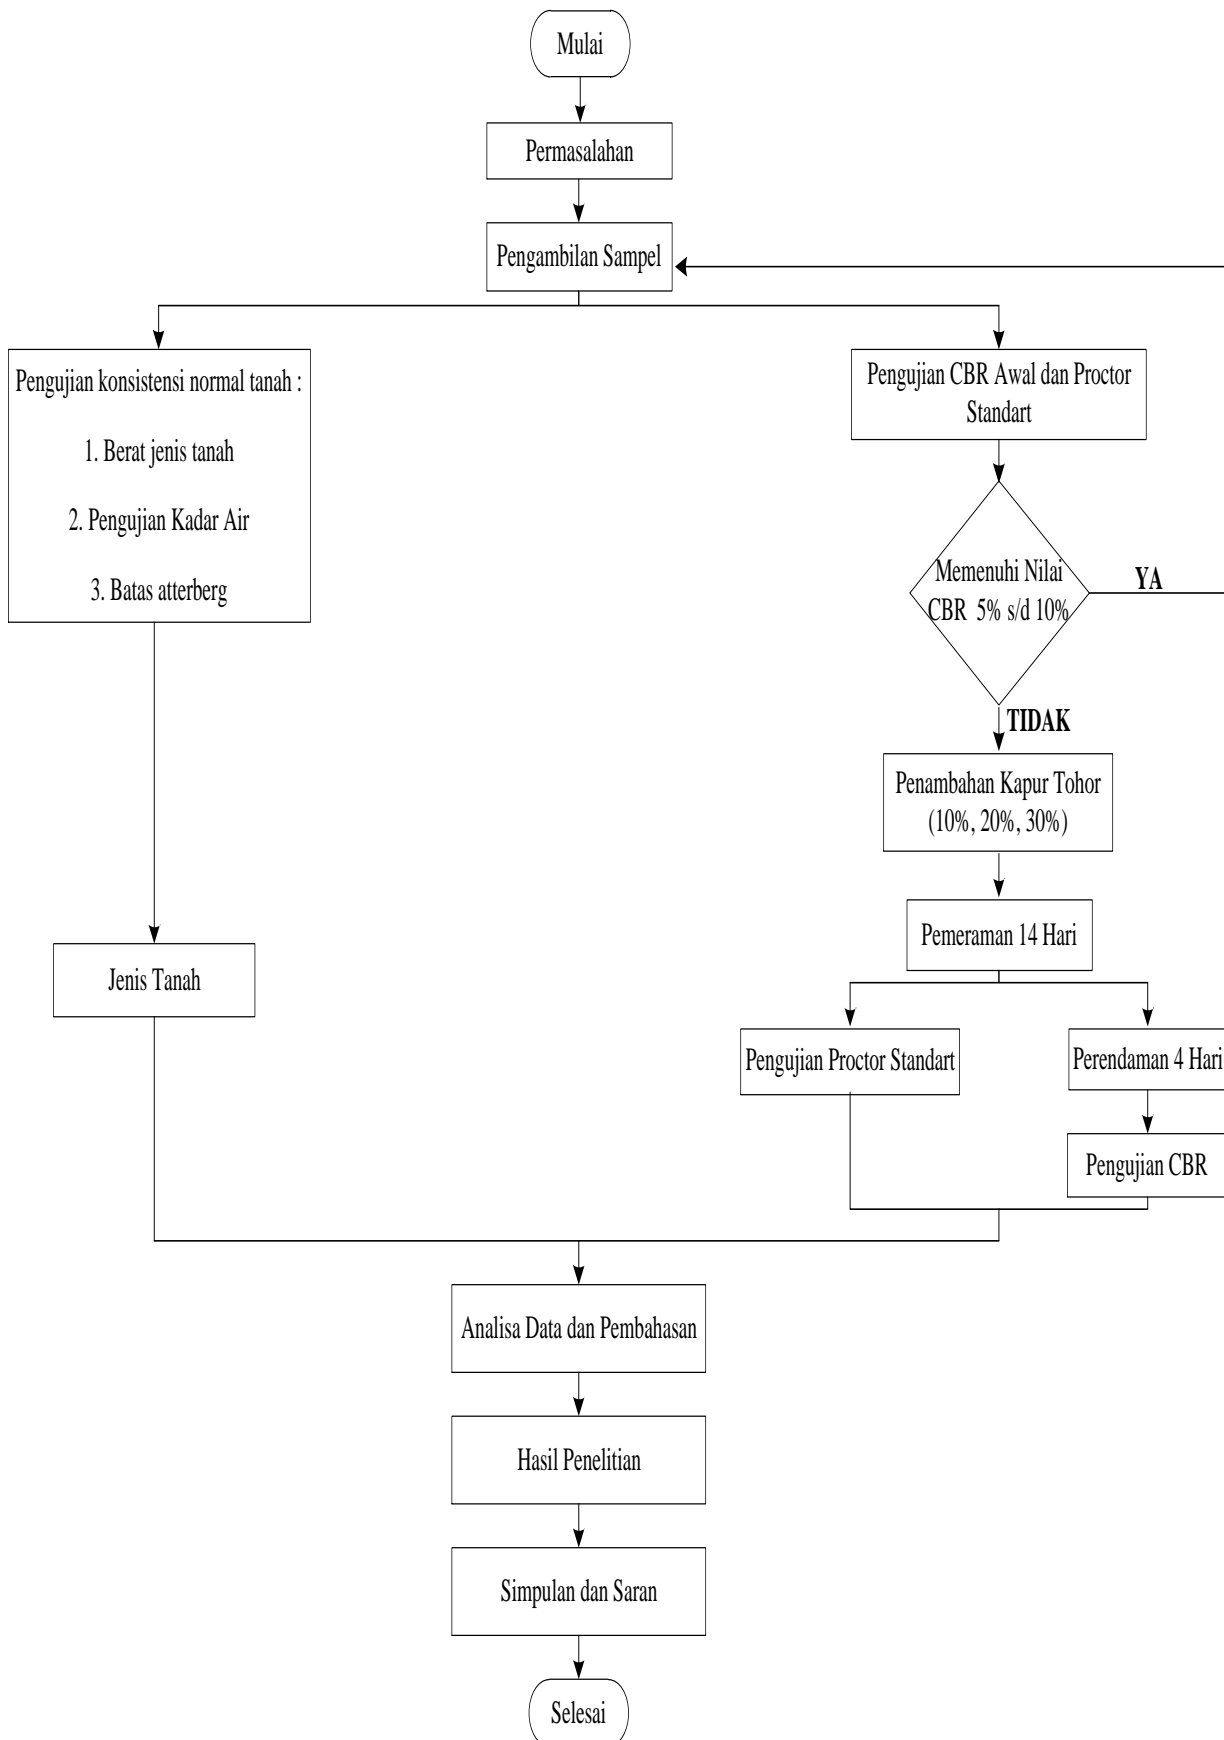 Mulai
Permasalahan
Pengambilan Sampel
Pengujian konsistensi normal tanah :
1. Berat jenis tanah
2. Pengujian Kadar Air
3. Batas atterberg
Pengujian CBR Awal dan Proctor
Standart
Memenuhi Nilai
CBR 5% s/d 10%
YA
TIDAK
Penambahan Kapur Tohor
(10%, 20%, 30%)
Pemeraman 14 Hari
Jenis Tanah
Pengujian Proctor Standart
Perendaman 4 Hari
Pengujian CBR
Analisa Data dan Pembahasan
Hasil Penelitian
Simpulan dan Saran
Selesai